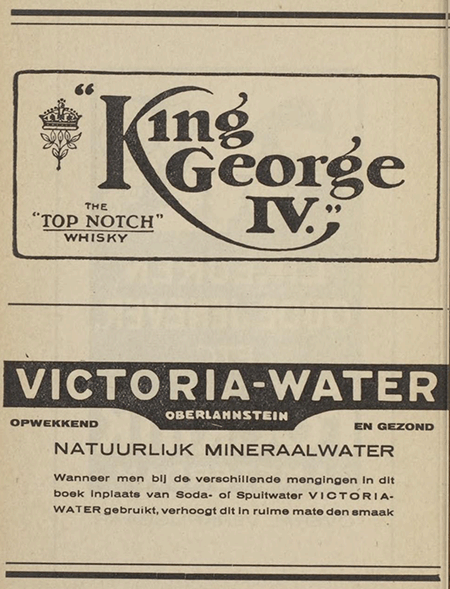 "King
George
IV."
THE
"TOP NOTCH"
WHISKY
VICTORIA-WATER
OBERLAHNSTEIN
OPWEKKEND
EN GEZOND
NATUURLIJK MINERAALWATER
Wanneer men bij de verschillende mengingen in dit
boek inplaats van Soda- of Spuitwater VICTORIA-
WATER gebruikt, verhoogt dit in ruime mate den smaak